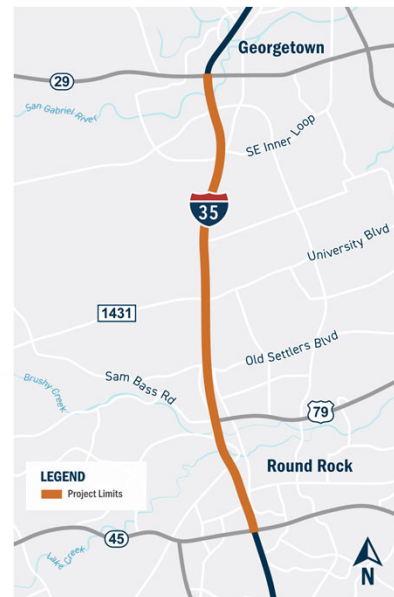 Georgetown
29
San Gabriel River
SE Inner Loop
35
University Blvd
1431
Old Settlers Blvd
Sam Bass Rd
Brushy Creek
79
LEGEND
Project Limits
Round Rock
45
Lake Creek
N